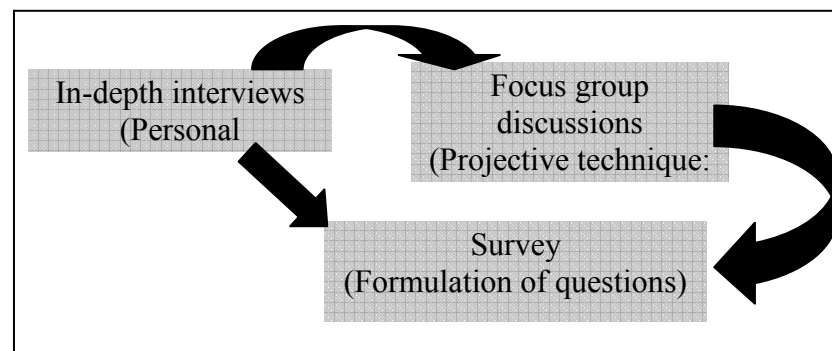 In-depth interviews
(Personal
Focus group
discussions
(Projective technique:
Survey
(Formulation of questions)